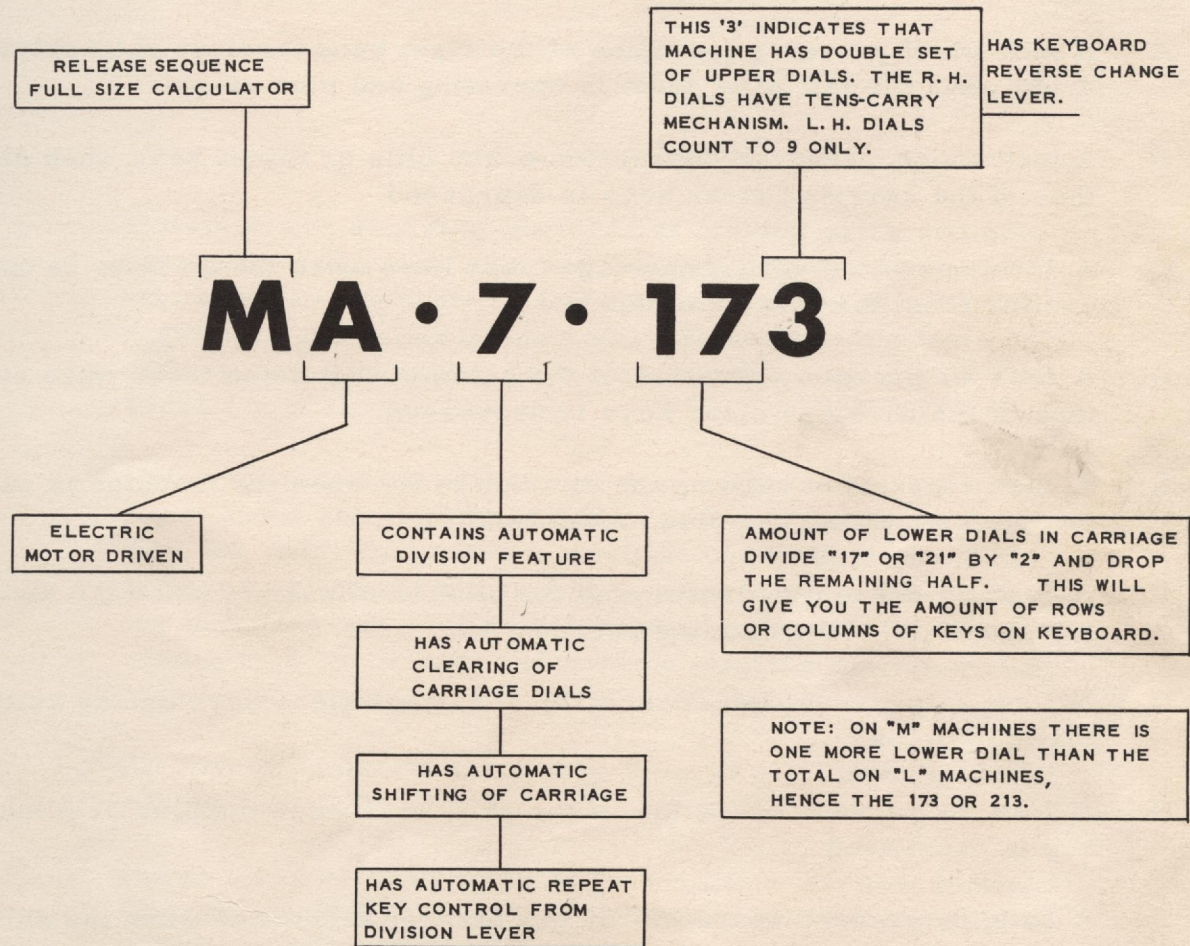 RELEASE SEQUENCE
FULL SIZE CALCULATOR
THIS '3' INDICATES THAT
MACHINE HAS DOUBLE SET
OF UPPER DIALS. THE R. H.
DIALS HAVE TENS-CARRY
MECHANISM. L. H. DIALS
COUNT TO 9 ONLY.
HAS KEYBOARD
REVERSE CHANGE
LEVER.
MA • 7 • 173
ELECTRIC
MOTOR DRIVEN
CONTAINS AUTOMATIC
DIVISION FEATURE
HAS AUTOMATIC
CLEARING OF
CARRIAGE DIALS
HAS AUTOMATIC
SHIFTING OF CARRIAGE
HAS AUTOMATIC REPEAT
KEY CONTROL FROM
DIVISION LEVER
AMOUNT OF LOWER DIALS IN CARRIAGE
DIVIDE "17" OR "21" BY "2" AND DROP
THE REMAINING HALF. THIS WILL
GIVE YOU THE AMOUNT OF ROWS
OR COLUMNS OF KEYS ON KEYBOARD.
NOTE: ON "M" MACHINES THERE IS
ONE MORE LOWER DIAL THAN THE
TOTAL ON "L" MACHINES,
HENCE THE 173 OR 213.